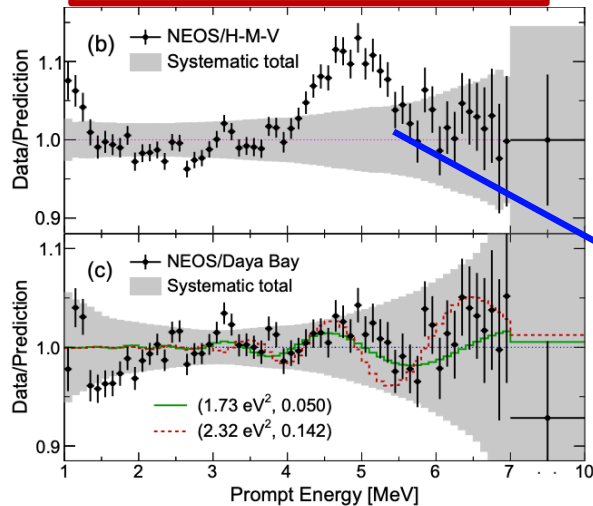 (b)
NEOS/H-M-V
Systematic total
Data/Prediction
1.1
1.0
0.9
(c)
NEOS/Daya Bay
Systematic total
Data/Prediction
1.1
1.0
0.9
(1.73 eV², 0.050)
(2.32 eV², 0.142)
1 2 3 4 5 6 7 · · 10
Prompt Energy [MeV]